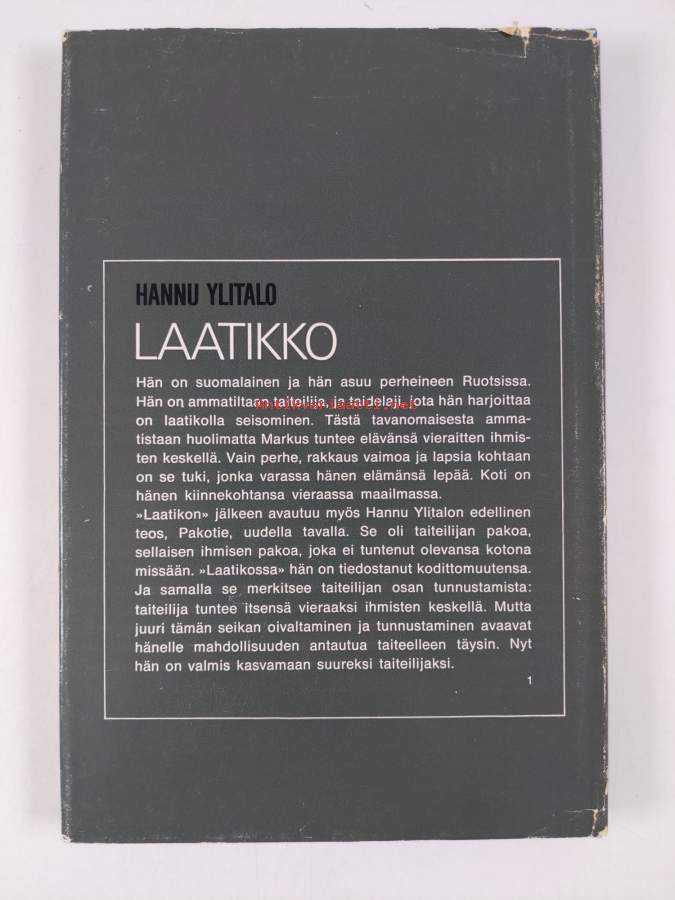 HANNU YLITALO
LAATIKKO
Hän on suomalainen ja hän asuu perheineen Ruotsissa.
Hän on ammatiltaan taiteilija, ja taidelaji, jota hän harjoittaa
antikvariaatti.net
on laatikolla seisominen. Tästä tavanomaisesta amma-
tistaan huolimatta Markus tuntee elävänsä vieraitten ihmis-
ten keskellä. Vain perhe, rakkaus vaimoa ja lapsia kohtaan
on se tuki, jonka varassa hänen elämänsä lepää. Koti on
hänen kiinnekohtansa vieraassa maailmassa.
»Laatikon» jälkeen avautuu myös Hannu Ylitalon edellinen
teos, Pakotie, uudella tavalla. Se oli taiteilijan pakoa,
sellaisen ihmisen pakoa, joka ei tuntenut olevansa kotona
missään. »Laatikossa» hän on tiedostanut kodittomuutensa.
Ja samalla se merkitsee taiteilijan osan tunnustamista:
taiteilija tuntee itsensä vieraaksi ihmisten keskellä. Mutta
juuri tämän seikan oivaltaminen ja tunnustaminen avaavat
hänelle mahdollisuuden antautua taiteelleen täysin. Nyt
hän on valmis kasvamaan suureksi taiteilijaksi.
1